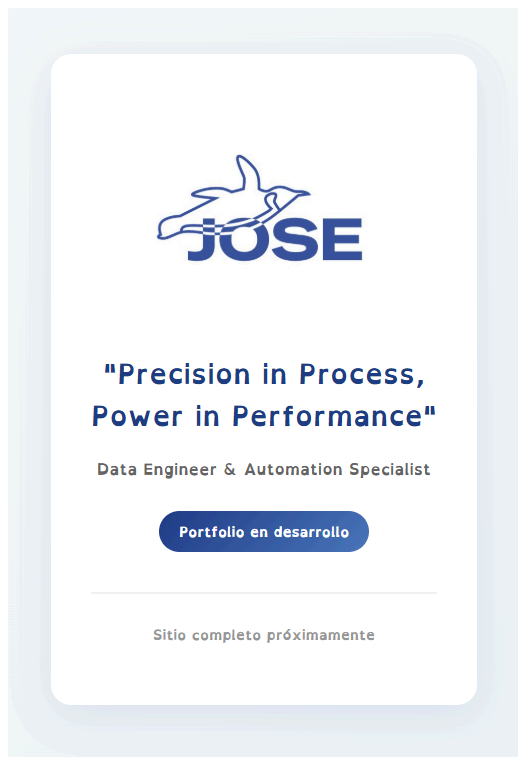 JOSE
"Precision in Process,
Power in Performance"
Data Engineer & Automation Specialist
Portfolio en desarrollo
Sitio completo próximamente